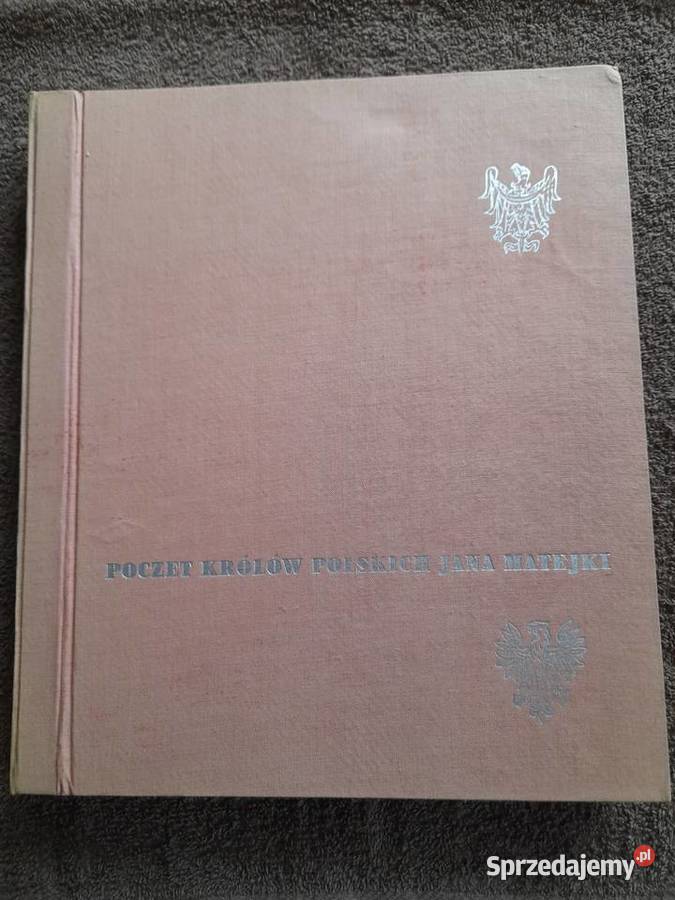 POCZET KRÓLÓW POLSKICH JANA MATEJKI
Sprzedajemy.pl